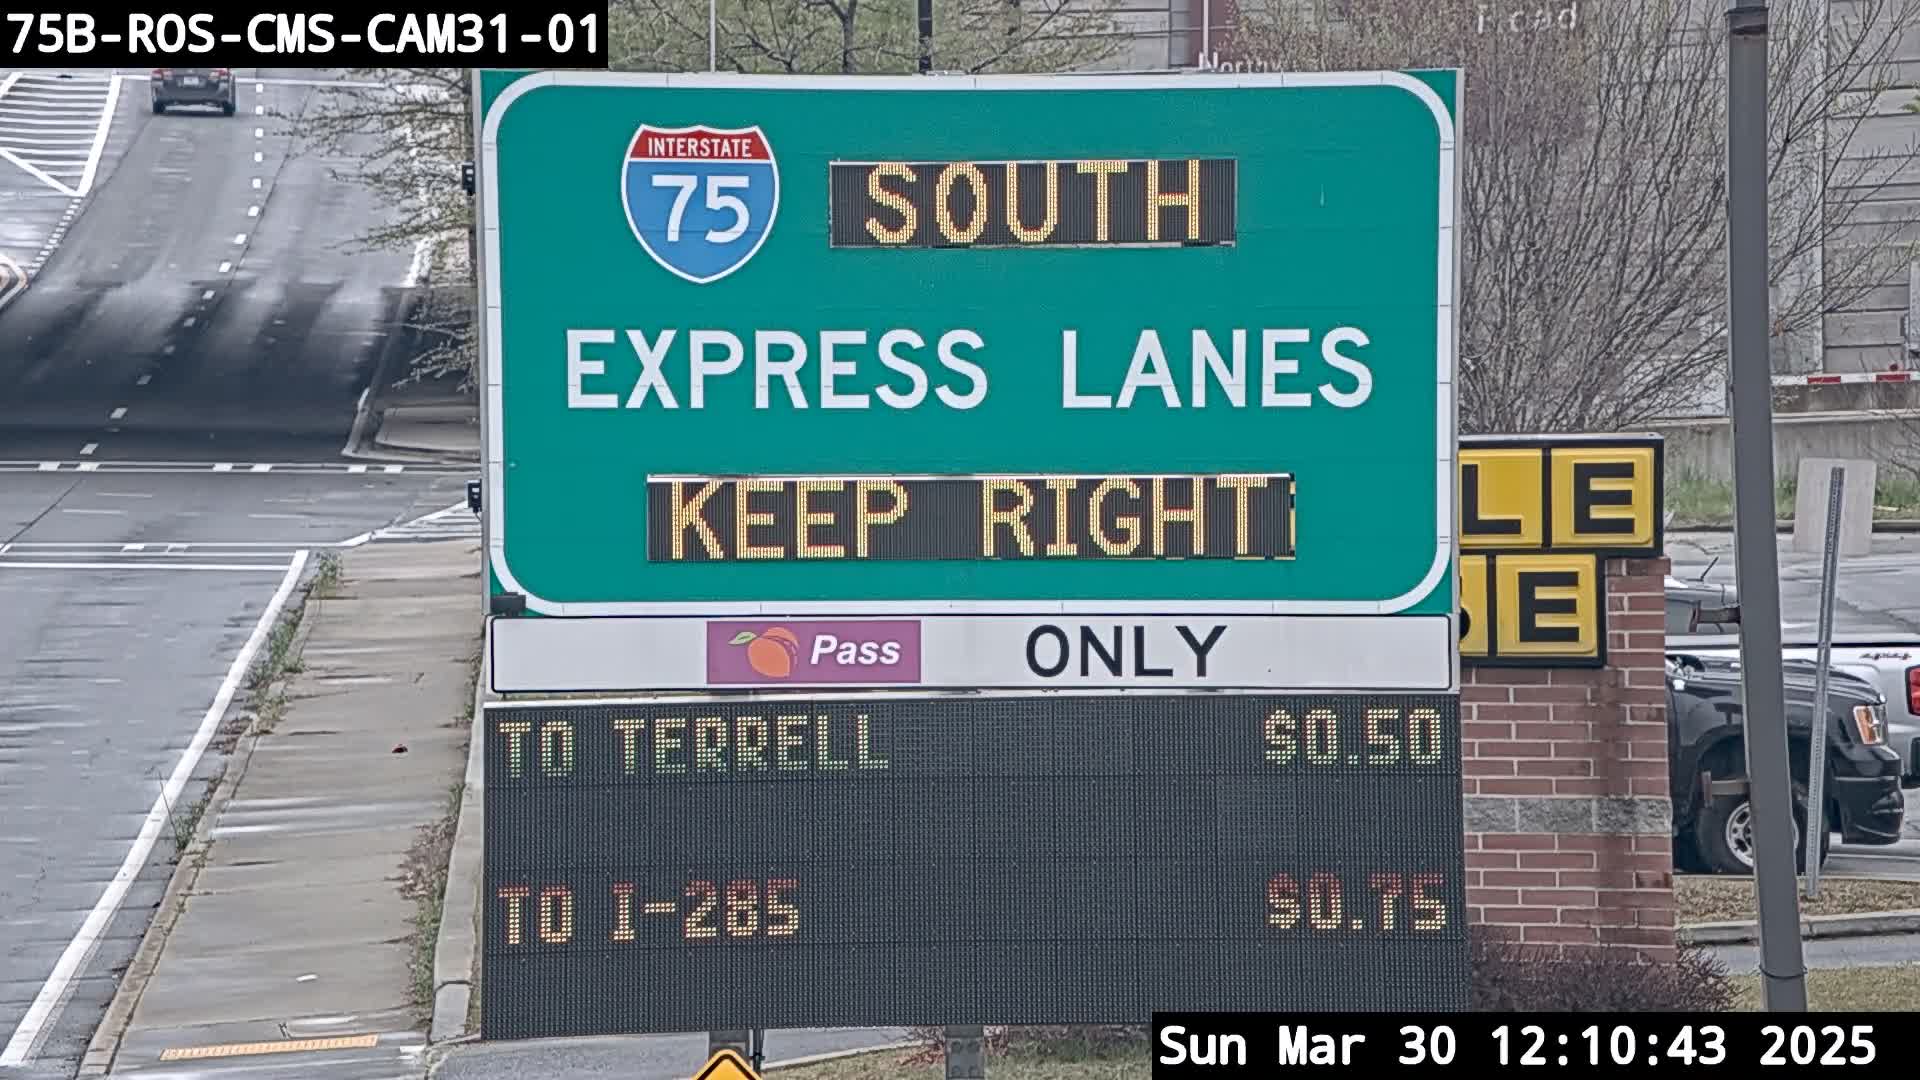 75B-ROS-CMS-CAM31-01
INTERSTATE
75
SOUTH
EXPRESS LANES
KEEP RIGHT
Pass ONLY
TO TERRELL $0.50
TO I-285 $0.75
LE
E
Sun Mar 30 12:10:43 2025